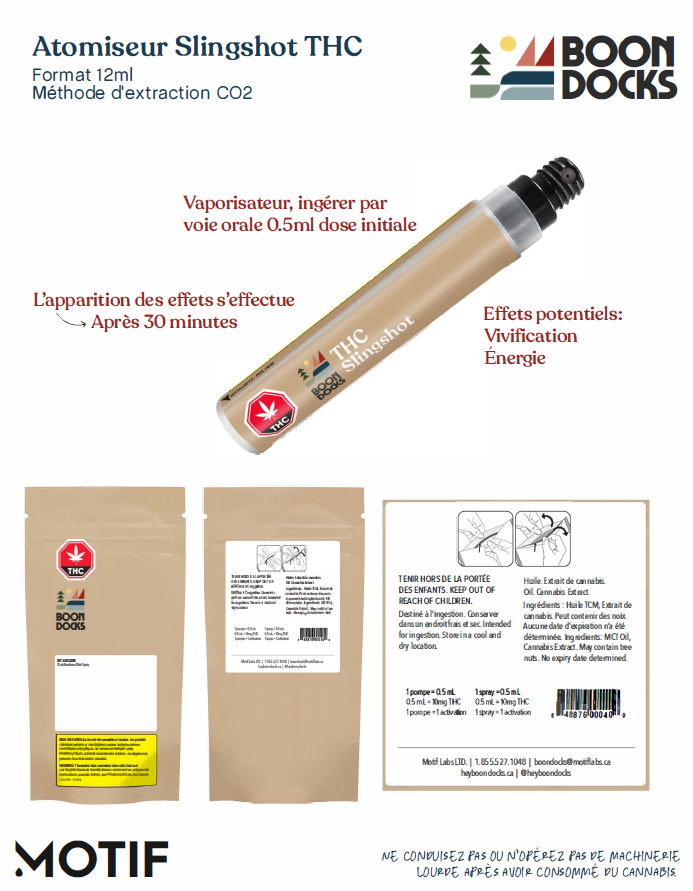 Atomiseur Slingshot THC
Format 12ml
Méthode d'extraction CO2
BOON
DOCKS
Vaporisateur, ingérer par
voie orale 0.5ml dose initiale
L'apparition des effets s'effectue
Après 30 minutes
Effets potentiels:
Vivification
Énergie
THC
Slingshot
BOON
DOCKS
THC
THC
BOON
DOCKS
TENIR HORS DE LA PORTÉE
DES ENFANTS. KEEP OUT OF
REACH OF CHILDREN.
Destiné à l'ingestion. Conserver
dans un endroit frais et sec. Intended
for ingestion. Store in a cool and
dry location.
Huile. Extrait de cannabis.
Oil. Cannabis Extract.
Ingrédients : Huile TCM, Extrait de
cannabis. Peut contenir des noix.
Aucune date d'expiration n'a été
déterminée. Ingredients: MCT Oil,
Cannabis Extract. May contain tree
nuts. No expiry date determined.
1 pompe = 0.5 mL
0.5 mL = 10mg THC
1 pompe = 1 activation
1 spray = 0.5 mL
0.5 mL = 10mg THC
1 spray = 1 activation
Motif Labs LTD. | 1.855.527.1048 | boondocks@motiflabs.ca
heyboondocks.ca | @heyboondocks
MOTIF
NE CONDUISEZ PAS OU N'OPÉREZ PAS DE MACHINERIE
LOURDE APRÈS AVOIR CONSOMMÉ DU CANNABIS.